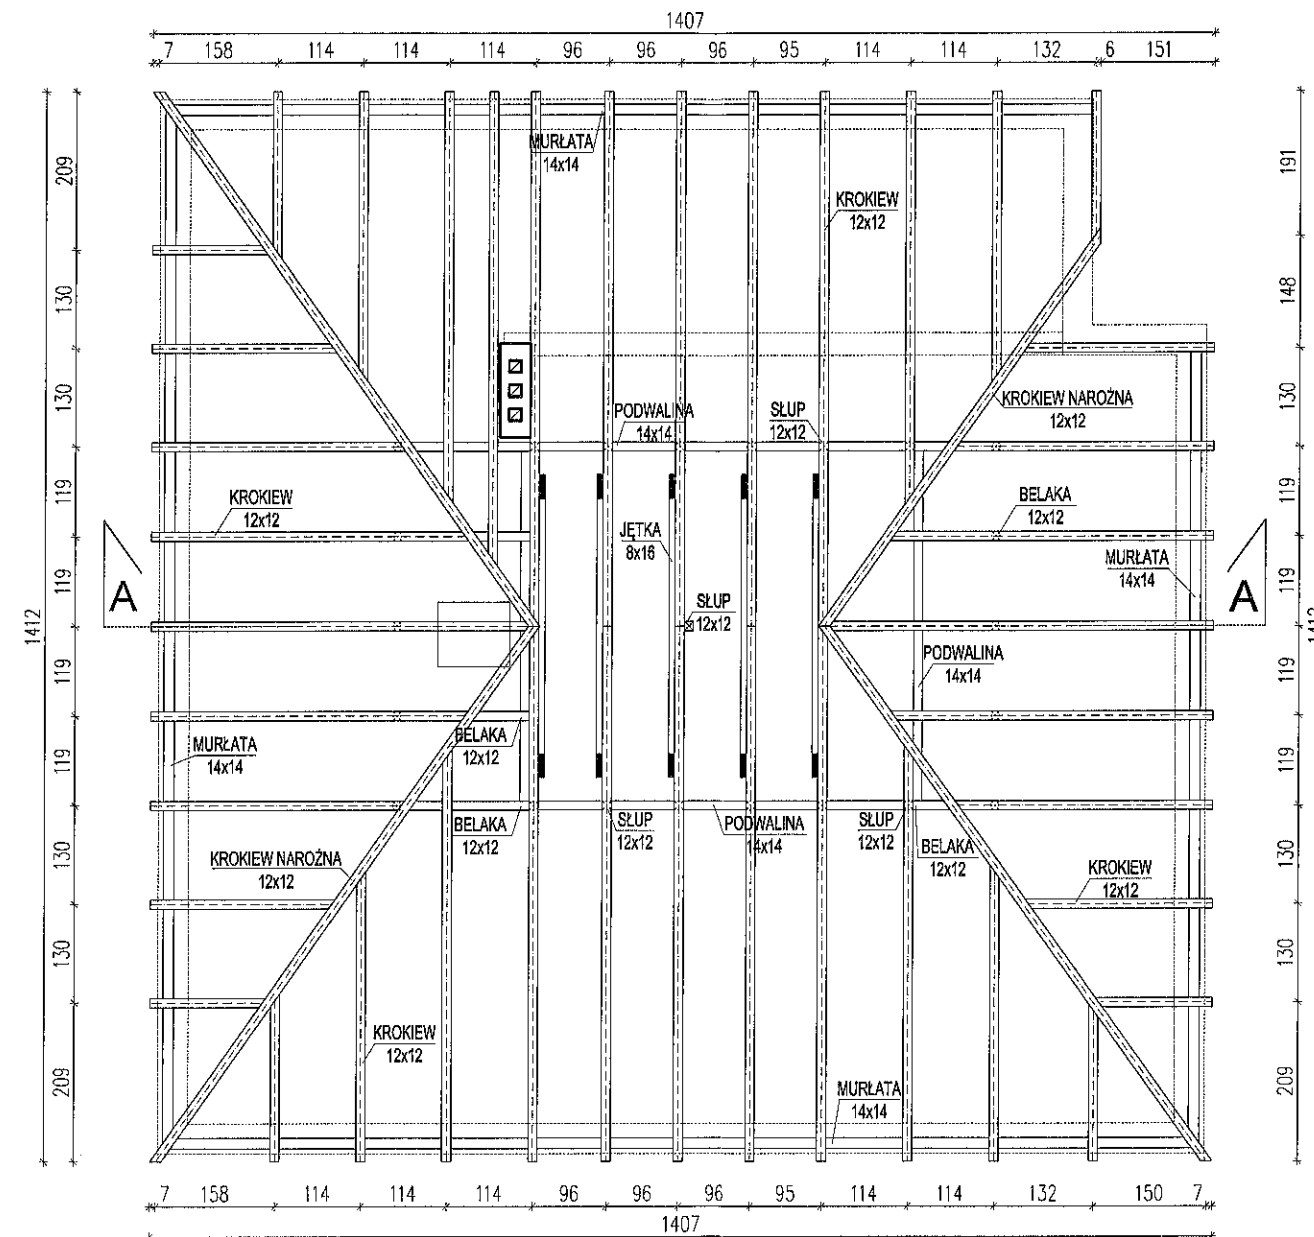 1407
7 158 114 114 114 96 96 96 95 114 114 132 6 151
MURŁATA
14x14
KROKIEW
12x12
209
191
130
148
KROKIEW NAROŻNA
12x12
130
130
PODWALINA
14x14
SŁUP
12x12
KROKIEW
12x12
119
119
BELAKA
12x12
JĘTKA
8x16
MURŁATA
14x14
A
A
119
119
SŁUP
12x12
1412
1412
PODWALINA
14x14
119
119
MURŁATA
14x14
BELAKA
12x12
119
119
BELAKA
12x12
SŁUP
12x12
PODWALINA
14x14
SŁUP
12x12
BELAKA
12x12
KROKIEW NAROŻNA
12x12
KROKIEW
12x12
130
130
130
130
KROKIEW
12x12
209
209
MURŁATA
14x14
7 158 114 114 114 96 96 96 95 114 114 132 150 7
1407